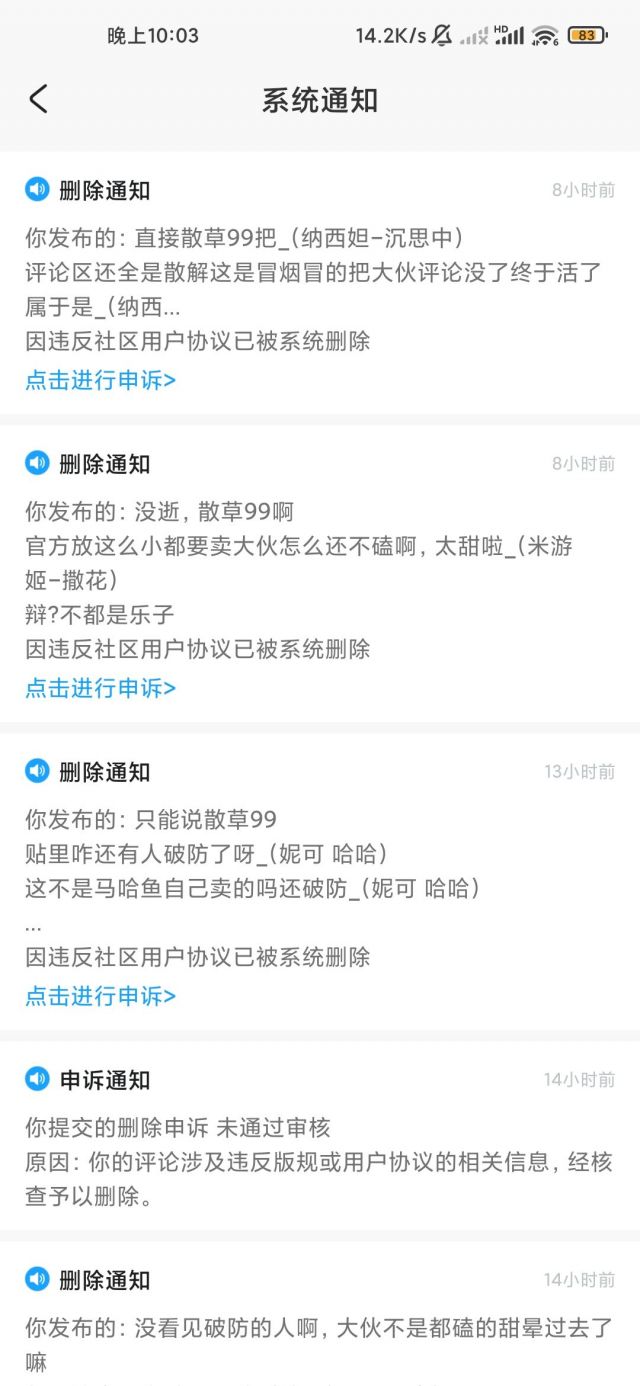 晚上10:03
14.2K/s
HD
6
83
系统通知
删除通知
8小时前
你发布的: 直接散草99把_(纳西妲-沉思中)
评论区还全是散解这是冒烟冒的把大伙评论没了终于活了
属于是_(纳西...
因违反社区用户协议已被系统删除
点击进行申诉>
删除通知
8小时前
你发布的: 没逝, 散草99啊
官方放这么小都要卖大伙怎么还不磕啊, 太甜啦_(米游
姬-撒花)
辩?不都是乐子
因违反社区用户协议已被系统删除
点击进行申诉>
删除通知
13小时前
你发布的: 只能说散草99
贴里咋还有人破防了呀_(妮可 哈哈)
这不是马哈鱼自己卖的吗还破防_(妮可 哈哈)
...
因违反社区用户协议已被系统删除
点击进行申诉>
申诉通知
14小时前
你提交的删除申诉 未通过审核
原因: 你的评论涉及违反版规或用户协议的相关信息, 经核
查予以删除。
删除通知
14小时前
你发布的: 没看见破防的人啊, 大伙不是都磕的甜晕过去了
嘛